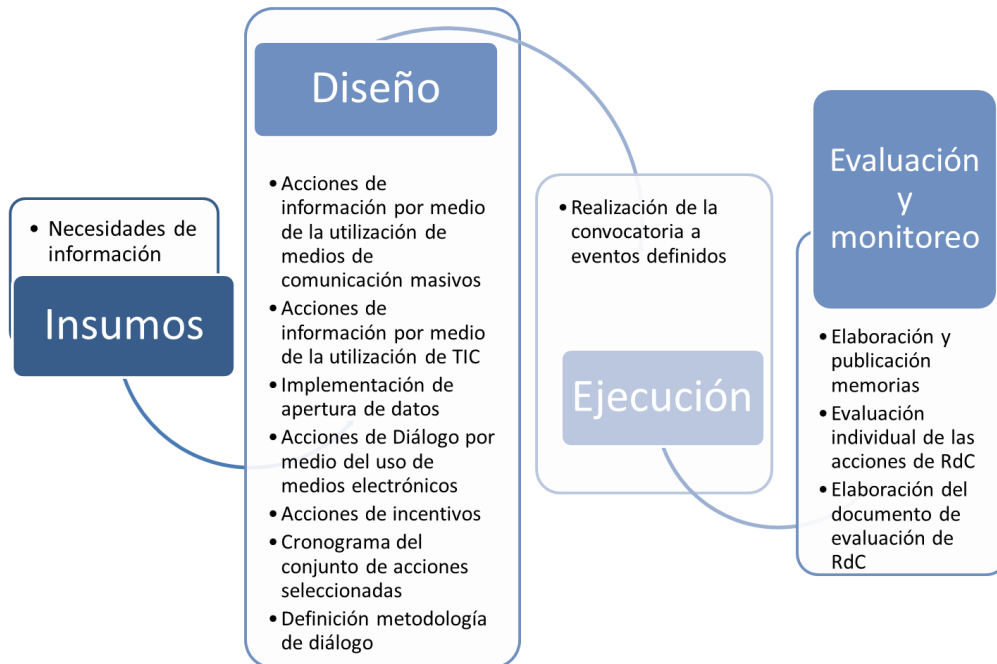 • Necesidades de
información
Insumos
Diseño
• Acciones de
información por medio
de la utilización de
medios de
comunicación masivos
• Acciones de
información por medio
de la utilización de TIC
• Implementación de
apertura de datos
• Acciones de Diálogo por
medio del uso de
medios electrónicos
• Acciones de incentivos
• Cronograma del
conjunto de acciones
seleccionadas
• Definición metodología
de diálogo
• Realización de la
convocatoria a
eventos definidos
Ejecución
Evaluación
y
monitoreo
• Elaboración y
publicación
memorias
• Evaluación
individual de las
acciones de RdC
• Elaboración del
documento de
evaluación de
RdC